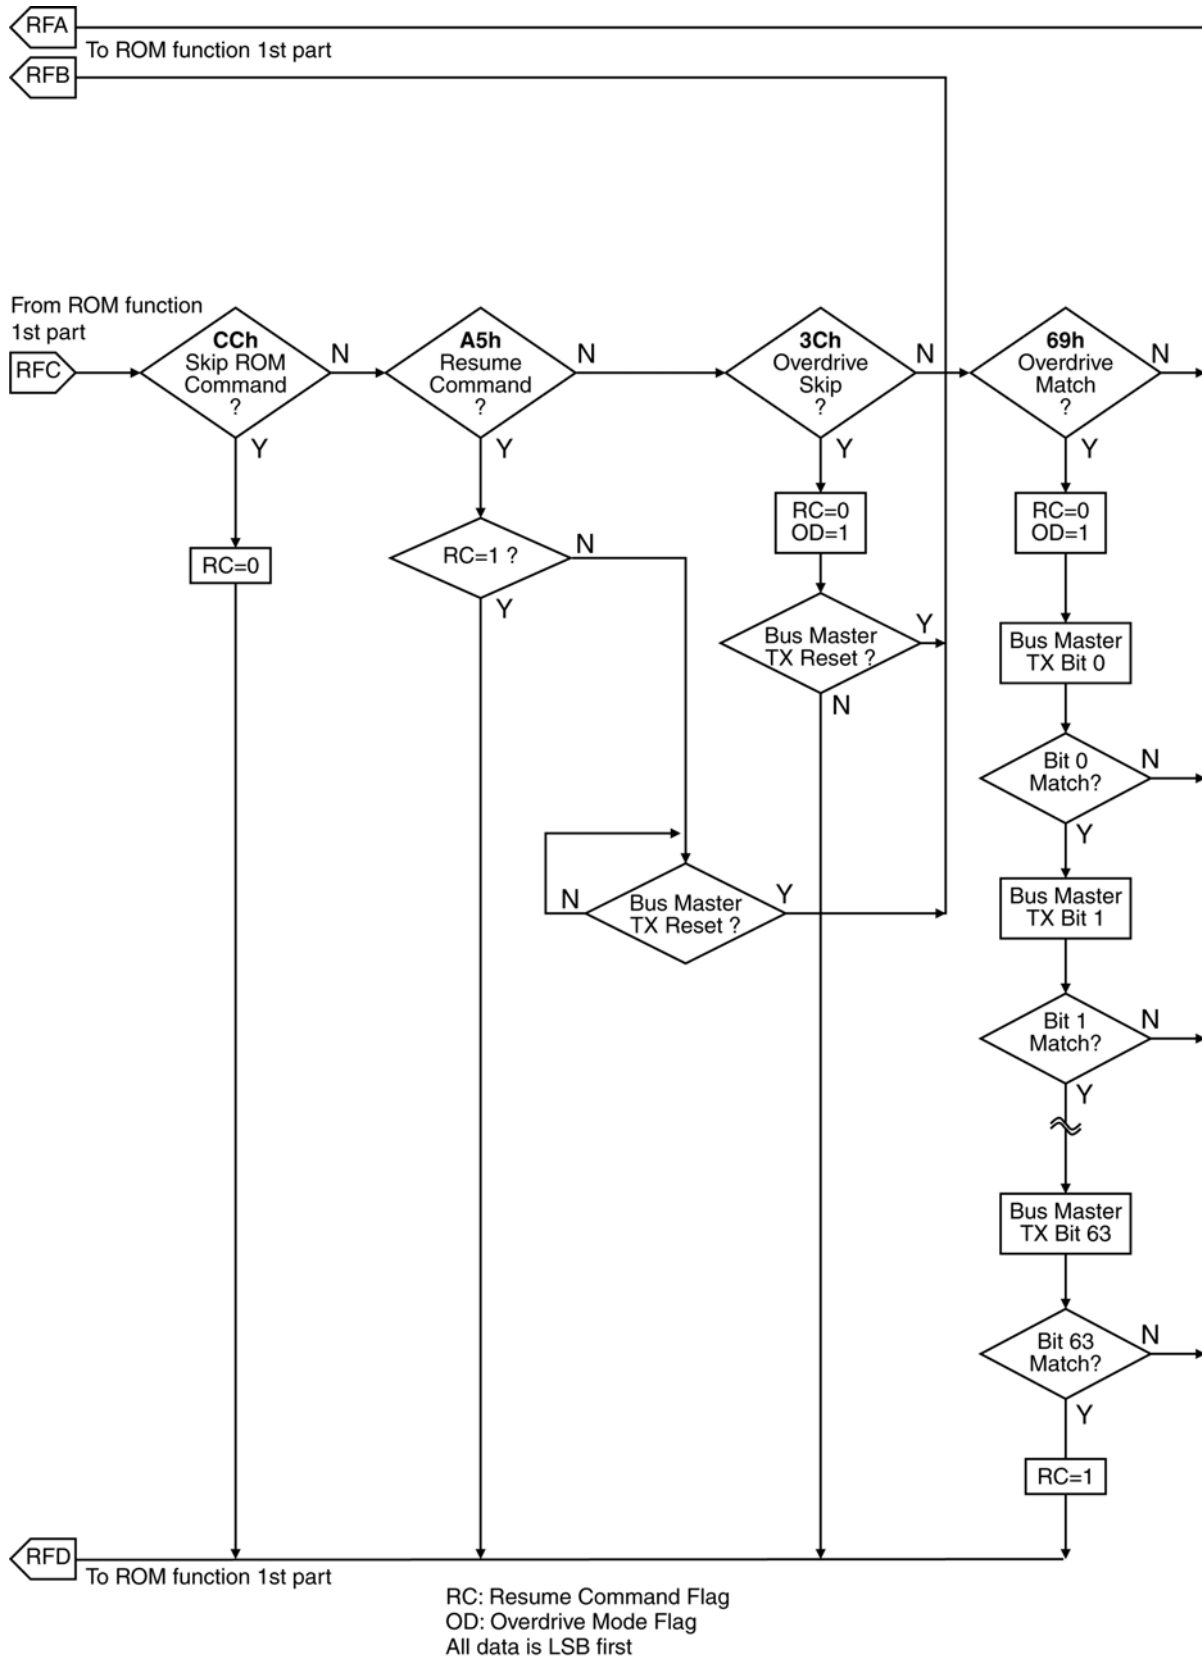 RFA
To ROM function 1st part
RFB
From ROM function
1st part
RFC
CCh
Skip ROM
Command
?
N
Y
A5h
Resume
Command
?
N
Y
3Ch
Overdrive
Skip
?
N
Y
69h
Overdrive
Match
?
N
Y
RC=0
RC=1 ?
N
Y
RC=0
OD=1
RC=0
OD=1
Bus Master
TX Reset ?
Y
N
Bus Master
TX Bit 0
Bit 0
Match?
N
Y
N
Bus Master
TX Reset ?
Y
Bus Master
TX Bit 1
Bit 1
Match?
N
Y
Bus Master
TX Bit 63
Bit 63
Match?
N
Y
RC=1
RFD
To ROM function 1st part
RC: Resume Command Flag
OD: Overdrive Mode Flag
All data is LSB first